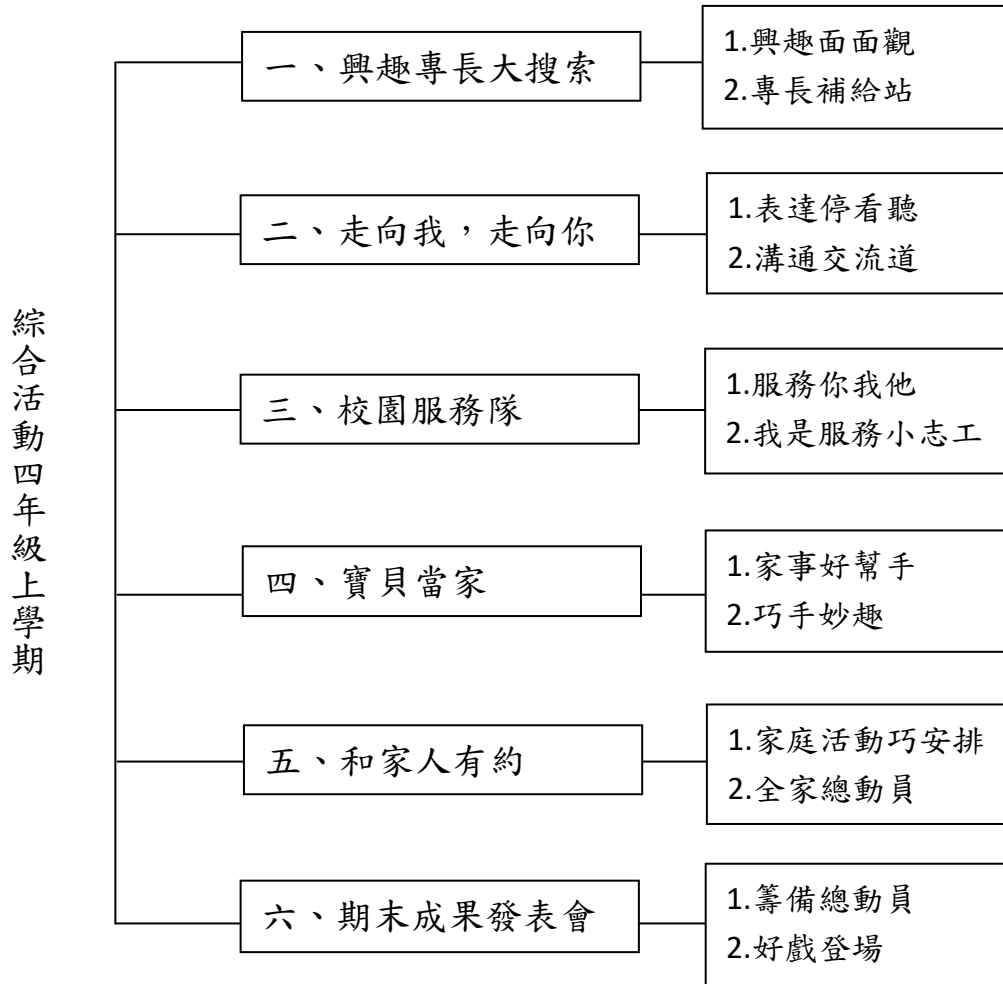 綜合活動四年級上學期
一、興趣專長大搜索
1.興趣面面觀
2.專長補給站
二、走向我，走向你
1.表達停看聽
2.溝通交流道
三、校園服務隊
1.服務你我他
2.我是服務小志工
四、寶貝當家
1.家事好幫手
2.巧手妙趣
五、和家人有約
1.家庭活動巧安排
2.全家總動員
六、期末成果發表會
1.籌備總動員
2.好戲登場